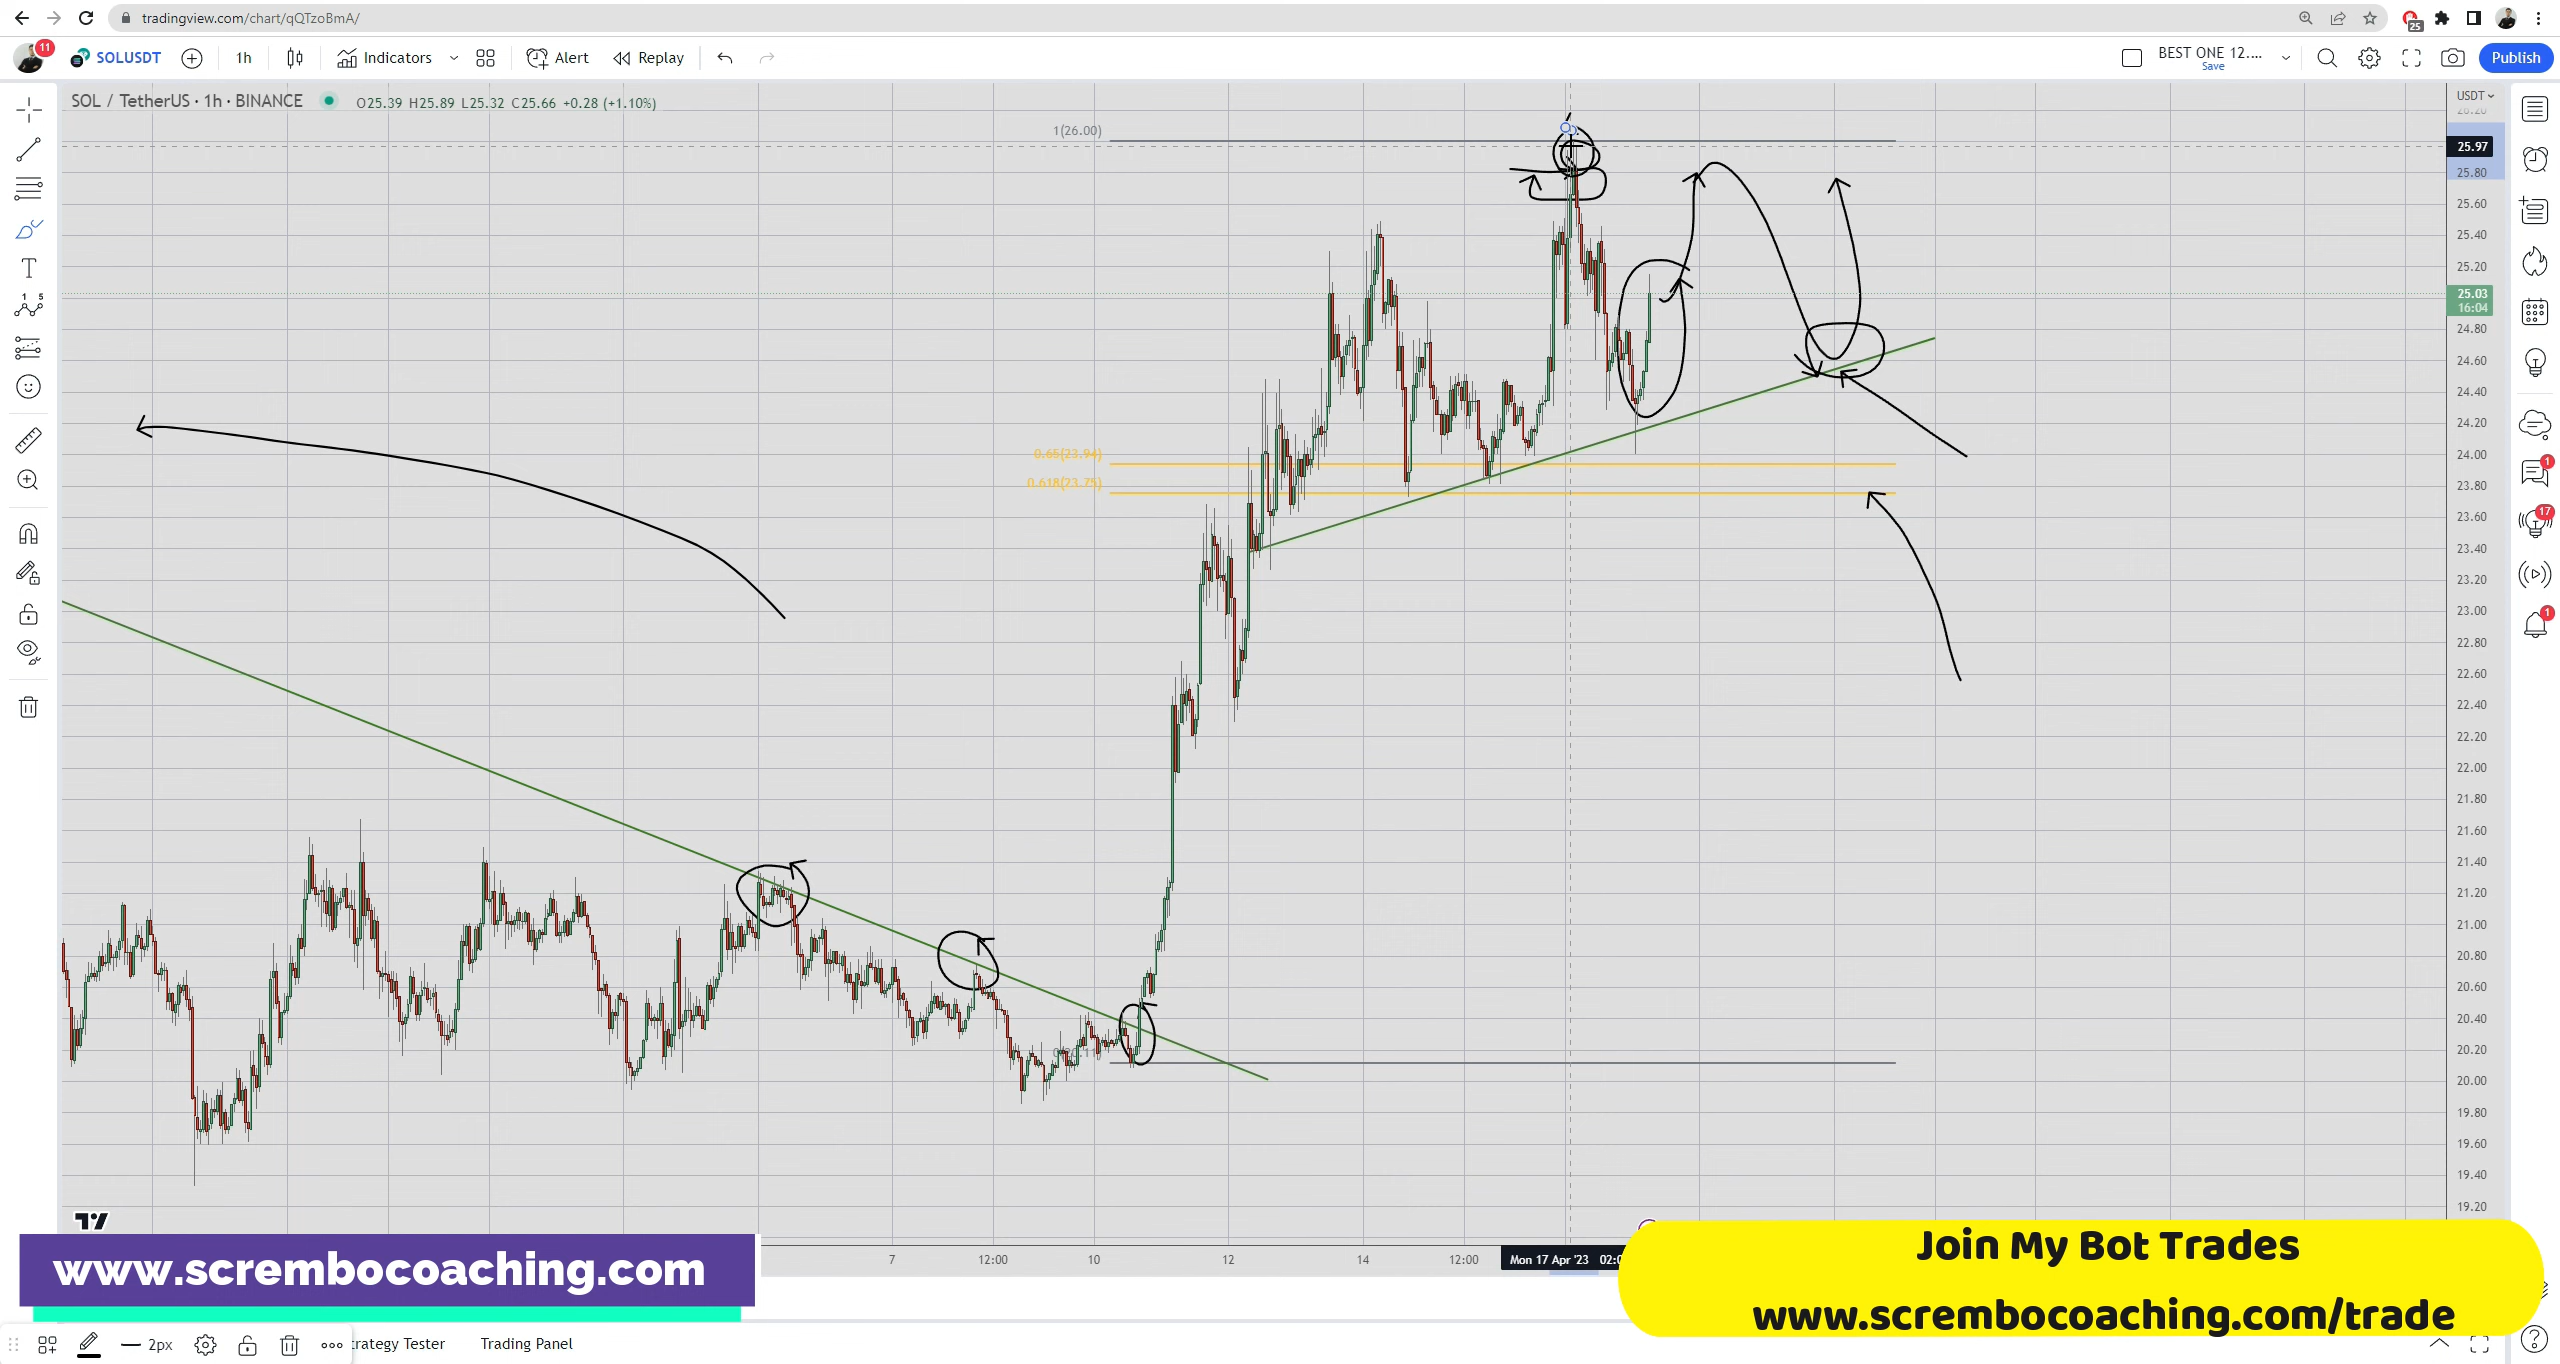 tradingview.com/chart/qQTzoBmA/
25
11
SOLUSDT
1h
Indicators
Alert
Replay
BEST ONE 12....
Save
Publish
SOL / TetherUS · 1h · BINANCE
O25.39 H25.89 L25.32 C25.66 +0.28 (+1.10%)
USDT
1(26.00)
25.97
25.80
25.60
25.40
25.20
25.03
16:04
24.80
24.60
24.40
24.20
0.65(23.94)
24.00
0.618(23.75)
23.80
23.60
23.40
23.20
23.00
22.80
22.60
22.40
22.20
22.00
21.80
21.60
21.40
21.20
21.00
20.80
20.60
20.40
20.20
20.00
19.80
19.60
19.40
19.20
1
17
1
7
12:00
10
12
14
12:00
Mon 17 Apr '23
www.scrembocoaching.com
Join My Bot Trades
www.scrembocoaching.com/trade
2px
trategy Tester
Trading Panel